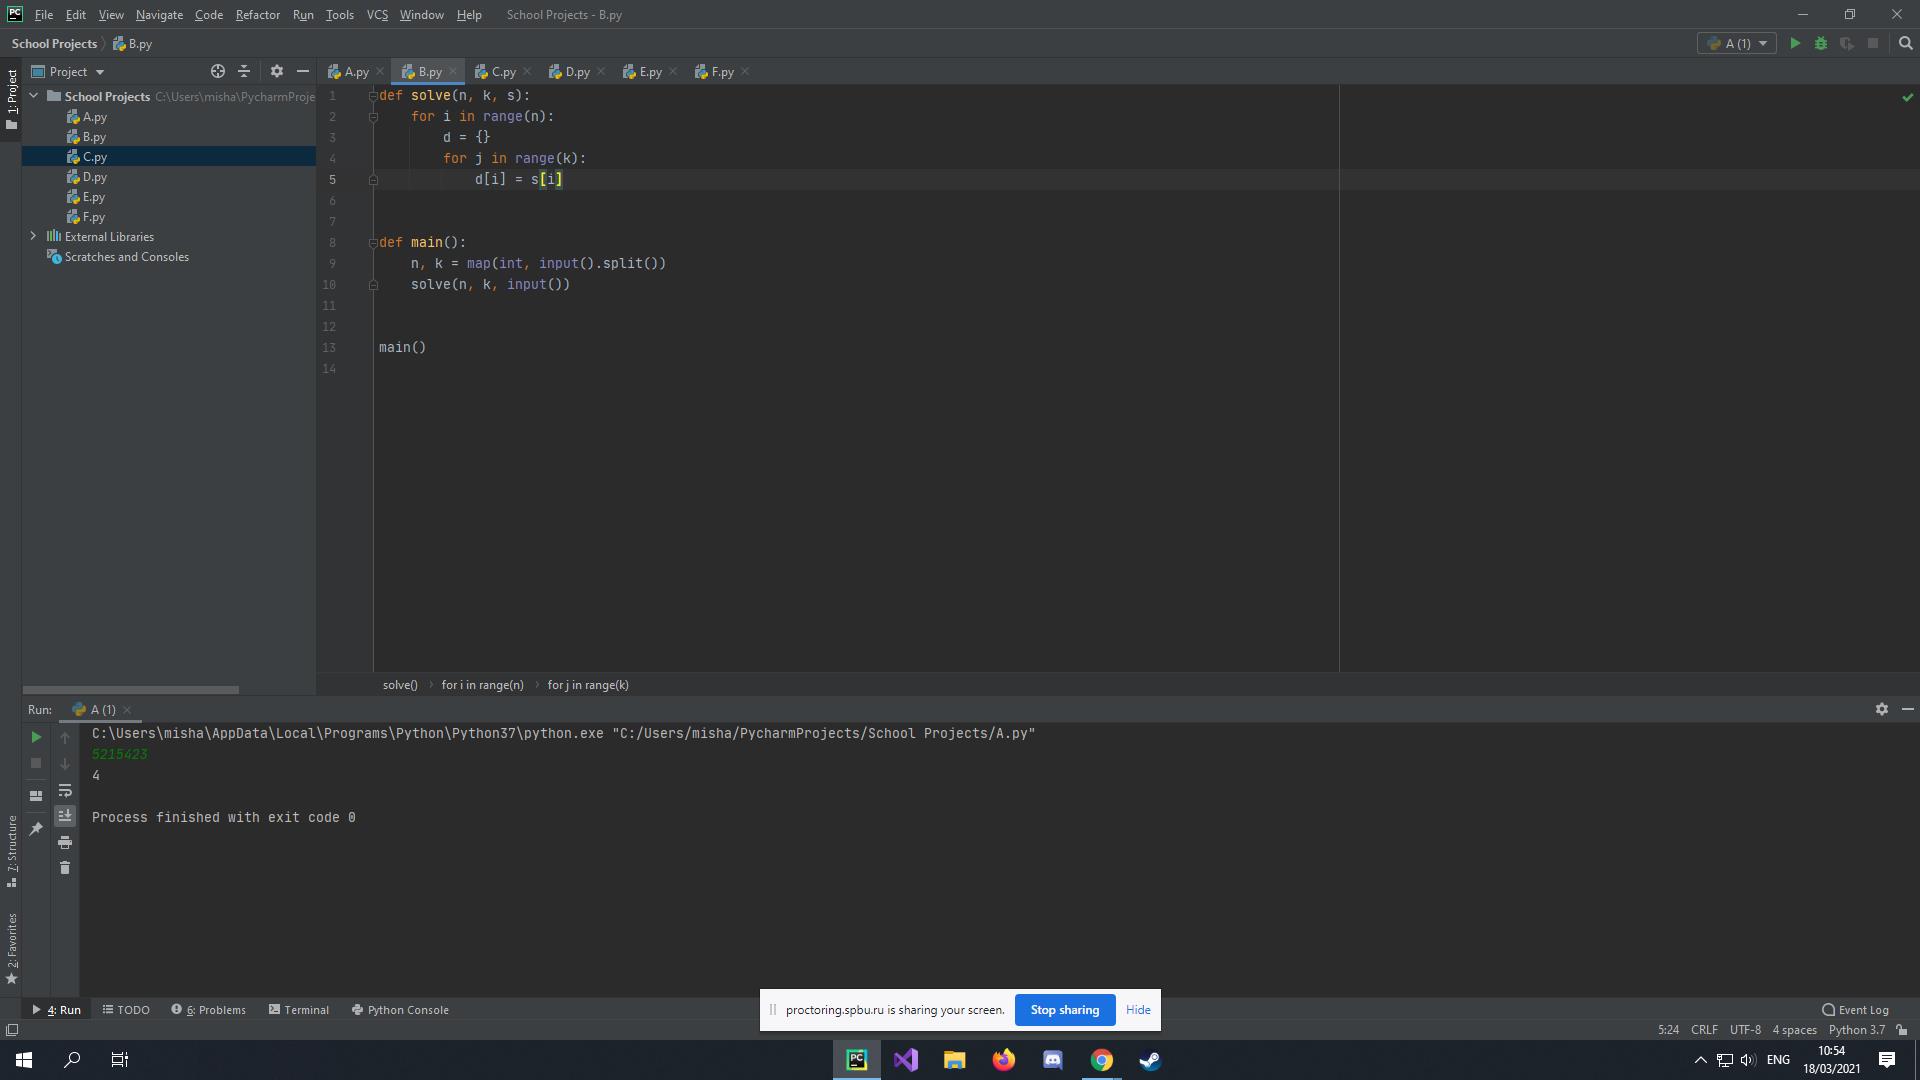 PC File Edit View Navigate Code Refactor Run Tools VCS Window Help School Projects - B.py
School Projects B.py A (1)
Project A.py B.py C.py D.py E.py F.py
1: Project
School Projects C:\Users\misha\PycharmProje
A.py
B.py
C.py
D.py
E.py
F.py
External Libraries
Scratches and Consoles
1 def solve(n, k, s):
2 for i in range(n):
3 d = {}
4 for j in range(k):
5 d[i] = s[i]
6
7
8 def main():
9 n, k = map(int, input().split())
10 solve(n, k, input())
11
12
13 main()
14
solve() for i in range(n) for j in range(k)
Run: A (1)
C:\Users\misha\AppData\Local\Programs\Python\Python37\python.exe "C:/Users/misha/PycharmProjects/School Projects/A.py"
5215423
4
Process finished with exit code 0
7: Structure
2: Favorites
proctoring.spbu.ru is sharing your screen. Stop sharing Hide
4: Run TODO 6: Problems Terminal Python Console Event Log
5:24 CRLF UTF-8 4 spaces Python 3.7
PC ENG 10:54
18/03/2021